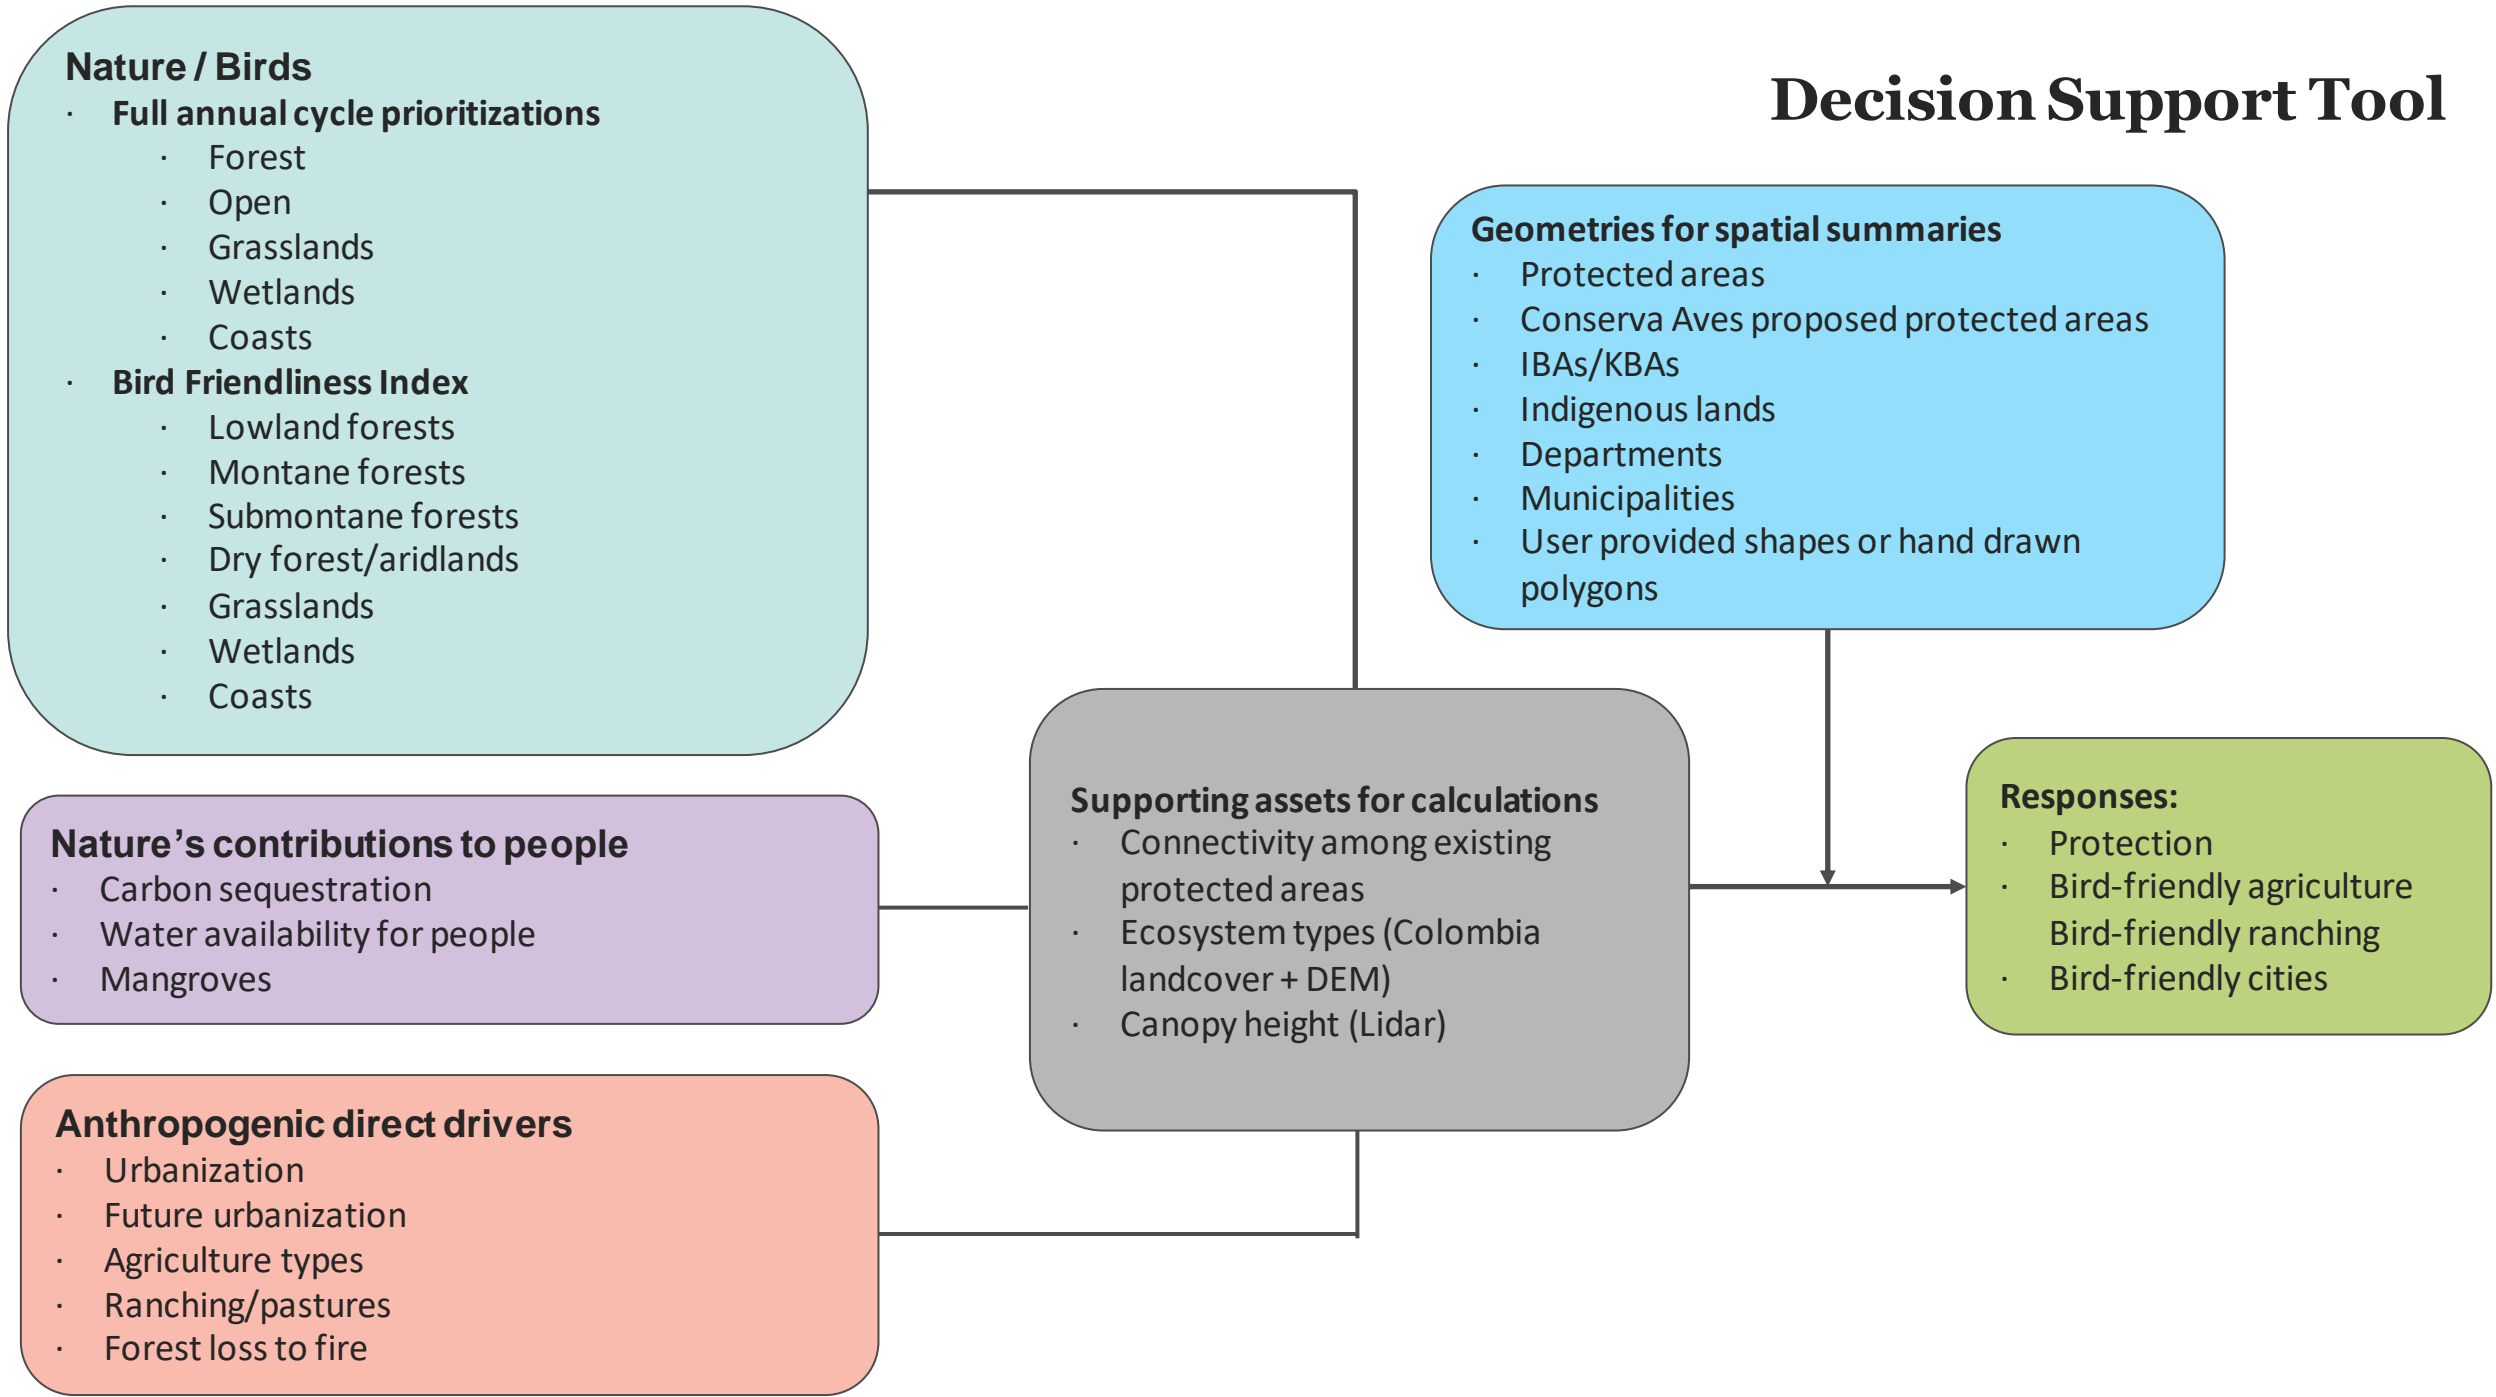 Decision Support Tool
Nature / Birds
· Full annual cycle prioritizations
· Forest
· Open
· Grasslands
· Wetlands
· Coasts
· Bird Friendliness Index
· Lowland forests
· Montane forests
· Submontane forests
· Dry forest/aridlands
· Grasslands
· Wetlands
· Coasts
Geometries for spatial summaries
· Protected areas
· Conserva Aves proposed protected areas
· IBAs/KBAs
· Indigenous lands
· Departments
· Municipalities
· User provided shapes or hand drawn
polygons
Nature’s contributions to people
· Carbon sequestration
· Water availability for people
· Mangroves
Supporting assets for calculations
· Connectivity among existing
protected areas
· Ecosystem types (Colombia
landcover + DEM)
· Canopy height (Lidar)
Responses:
· Protection
· Bird-friendly agriculture
Bird-friendly ranching
· Bird-friendly cities
Anthropogenic direct drivers
· Urbanization
· Future urbanization
· Agriculture types
· Ranching/pastures
· Forest loss to fire